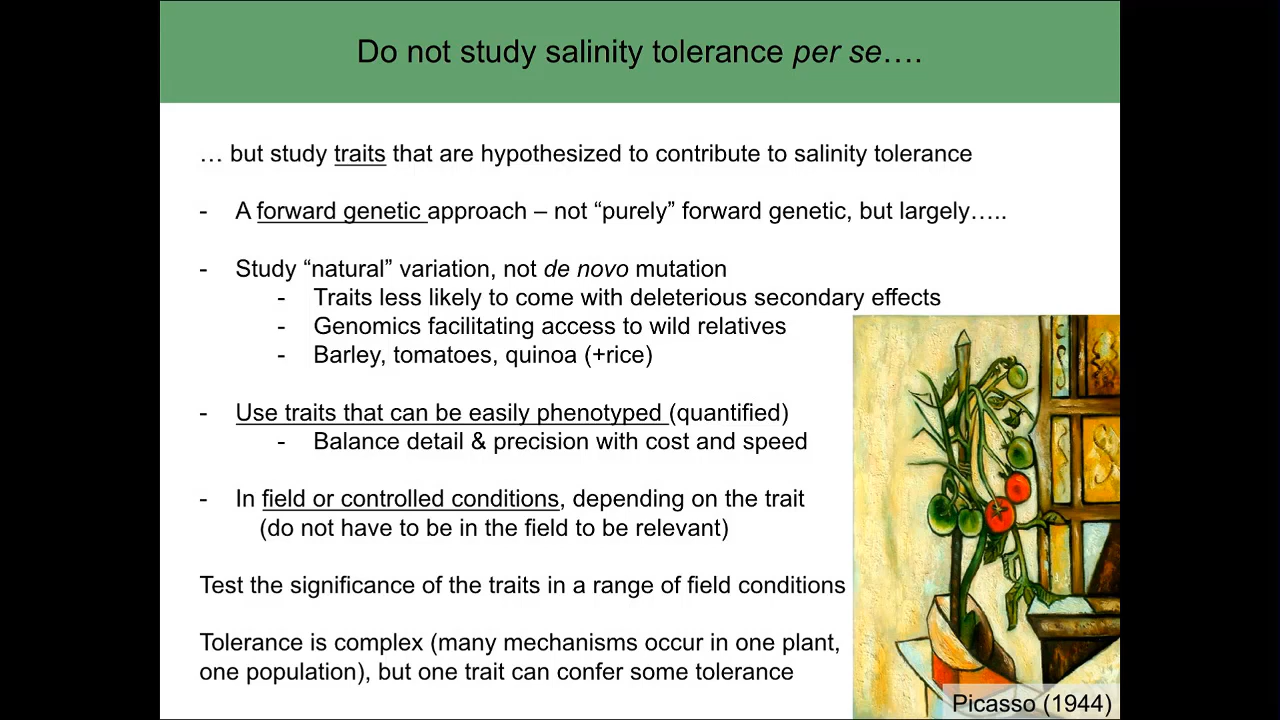 Do not study salinity tolerance per se….
… but study traits that are hypothesized to contribute to salinity tolerance
- A forward genetic approach – not “purely” forward genetic, but largely…..
- Study “natural” variation, not de novo mutation
- Traits less likely to come with deleterious secondary effects
- Genomics facilitating access to wild relatives
- Barley, tomatoes, quinoa (+rice)
- Use traits that can be easily phenotyped (quantified)
- Balance detail & precision with cost and speed
- In field or controlled conditions, depending on the trait
(do not have to be in the field to be relevant)
Test the significance of the traits in a range of field conditions
Tolerance is complex (many mechanisms occur in one plant,
one population), but one trait can confer some tolerance
Picasso (1944)